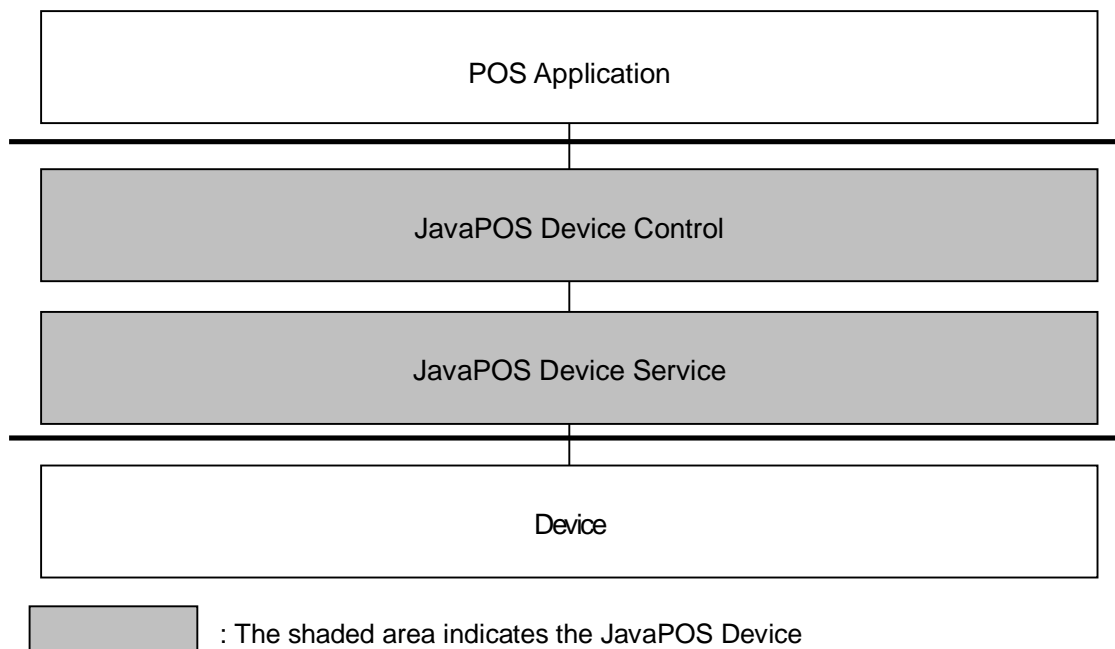 POS Application
JavaPOS Device Control
JavaPOS Device Service
Device
: The shaded area indicates the JavaPOS Device